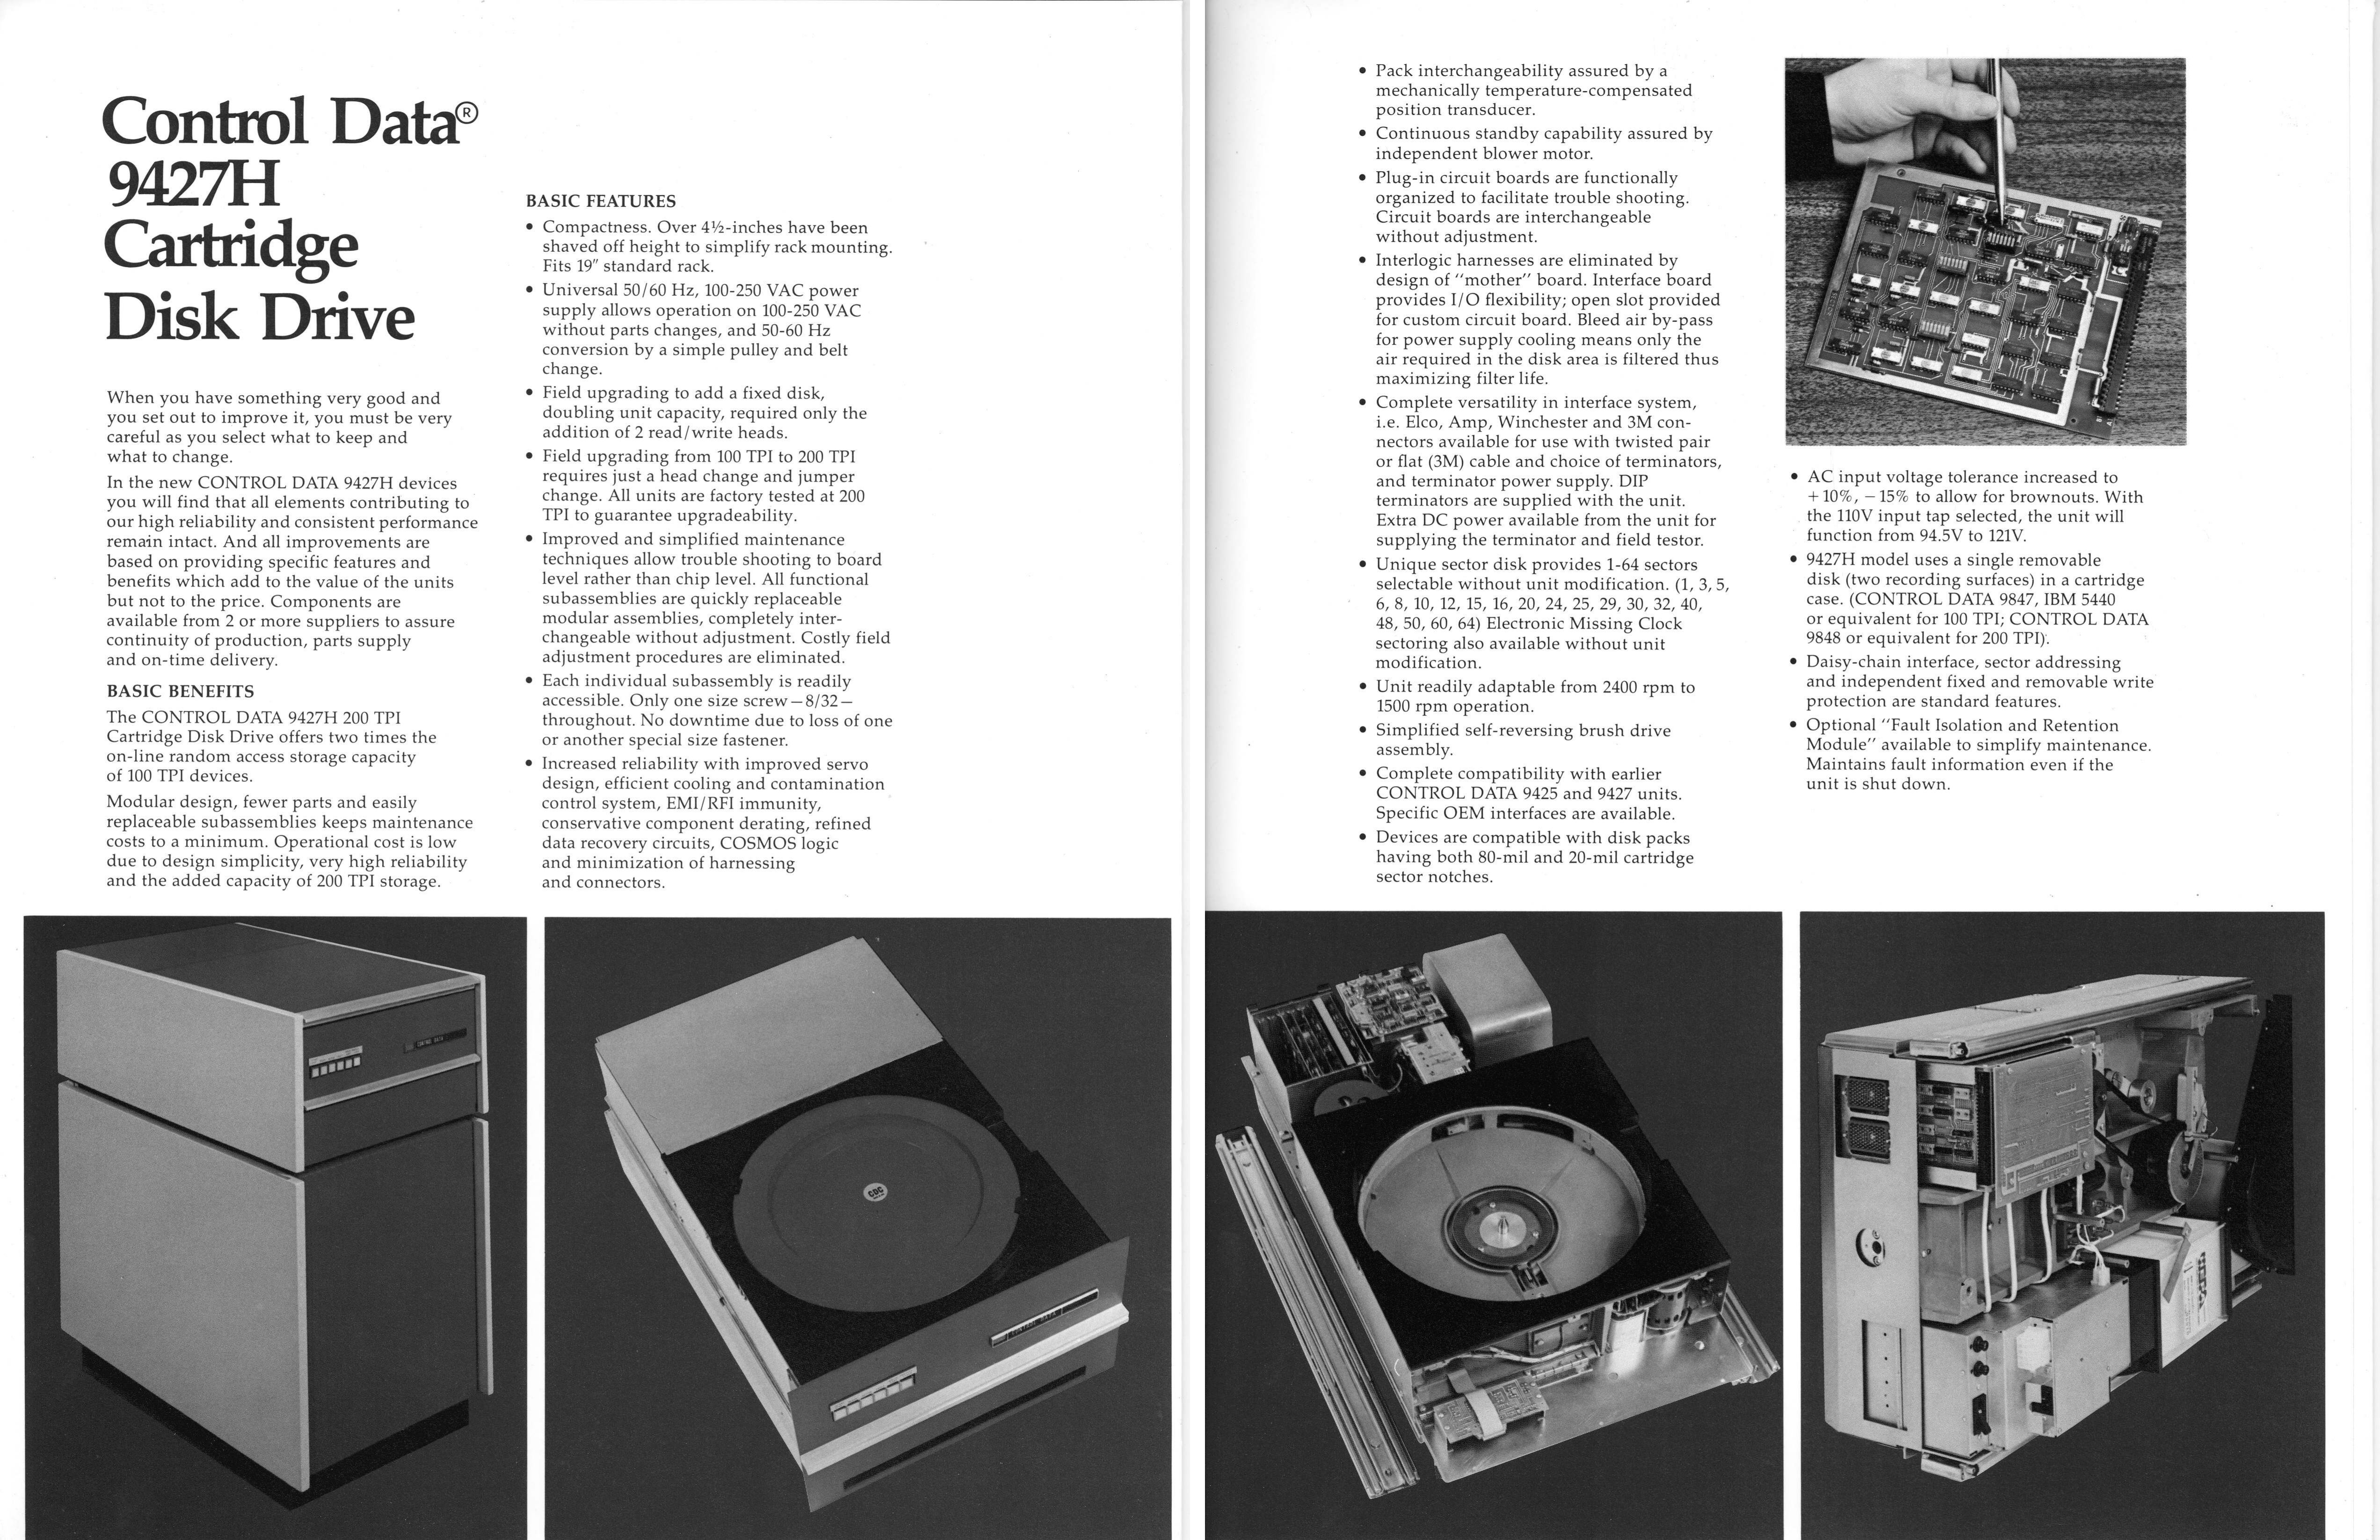 Control Data®
9427H
Cartridge
Disk Drive
When you have something very good and
you set out to improve it, you must be very
careful as you select what to keep and
what to change.
In the new CONTROL DATA 9427H devices
you will find that all elements contributing to
our high reliability and consistent performance
remain intact. And all improvements are
based on providing specific features and
benefits which add to the value of the units
but not to the price. Components are
available from 2 or more suppliers to assure
continuity of production, parts supply
and on-time delivery.
BASIC BENEFITS
The CONTROL DATA 9427H 200 TPI
Cartridge Disk Drive offers two times the
on-line random access storage capacity
of 100 TPI devices.
Modular design, fewer parts and easily
replaceable subassemblies keeps maintenance
costs to a minimum. Operational cost is low
due to design simplicity, very high reliability
and the added capacity of 200 TPI storage.
BASIC FEATURES
• Compactness. Over 4½-inches have been
shaved off height to simplify rack mounting.
Fits 19″ standard rack.
• Universal 50/60 Hz, 100-250 VAC power
supply allows operation on 100-250 VAC
without parts changes, and 50-60 Hz
conversion by a simple pulley and belt
change.
• Field upgrading to add a fixed disk,
doubling unit capacity, required only the
addition of 2 read/write heads.
• Field upgrading from 100 TPI to 200 TPI
requires just a head change and jumper
change. All units are factory tested at 200
TPI to guarantee upgradeability.
• Improved and simplified maintenance
techniques allow trouble shooting to board
level rather than chip level. All functional
subassemblies are quickly replaceable
modular assemblies, completely inter-
changeable without adjustment. Costly field
adjustment procedures are eliminated.
• Each individual subassembly is readily
accessible. Only one size screw—8/32—
throughout. No downtime due to loss of one
or another special size fastener.
• Increased reliability with improved servo
design, efficient cooling and contamination
control system, EMI/RFI immunity,
conservative component derating, refined
data recovery circuits, COSMOS logic
and minimization of harnessing
and connectors.
• Pack interchangeability assured by a
mechanically temperature-compensated
position transducer.
• Continuous standby capability assured by
independent blower motor.
• Plug-in circuit boards are functionally
organized to facilitate trouble shooting.
Circuit boards are interchangeable
without adjustment.
• Interlogic harnesses are eliminated by
design of “mother” board. Interface board
provides I/O flexibility; open slot provided
for custom circuit board. Bleed air by-pass
for power supply cooling means only the
air required in the disk area is filtered thus
maximizing filter life.
• Complete versatility in interface system,
i.e. Elco, Amp, Winchester and 3M con-
nectors available for use with twisted pair
or flat (3M) cable and choice of terminators,
and terminator power supply. DIP
terminators are supplied with the unit.
Extra DC power available from the unit for
supplying the terminator and field testor.
• Unique sector disk provides 1-64 sectors
selectable without unit modification. (1, 3, 5,
6, 8, 10, 12, 15, 16, 20, 24, 25, 29, 30, 32, 40,
48, 50, 60, 64) Electronic Missing Clock
sectoring also available without unit
modification.
• Unit readily adaptable from 2400 rpm to
1500 rpm operation.
• Simplified self-reversing brush drive
assembly.
• Complete compatibility with earlier
CONTROL DATA 9425 and 9427 units.
Specific OEM interfaces are available.
• Devices are compatible with disk packs
having both 80-mil and 20-mil cartridge
sector notches.
• AC input voltage tolerance increased to
+10%, −15% to allow for brownouts. With
the 110V input tap selected, the unit will
function from 94.5V to 121V.
• 9427H model uses a single removable
disk (two recording surfaces) in a cartridge
case. (CONTROL DATA 9847, IBM 5440
or equivalent for 100 TPI; CONTROL DATA
9848 or equivalent for 200 TPI).
• Daisy-chain interface, sector addressing
and independent fixed and removable write
protection are standard features.
• Optional “Fault Isolation and Retention
Module” available to simplify maintenance.
Maintains fault information even if the
unit is shut down.
CONTROL DATA
CDC
CONTROL DATA